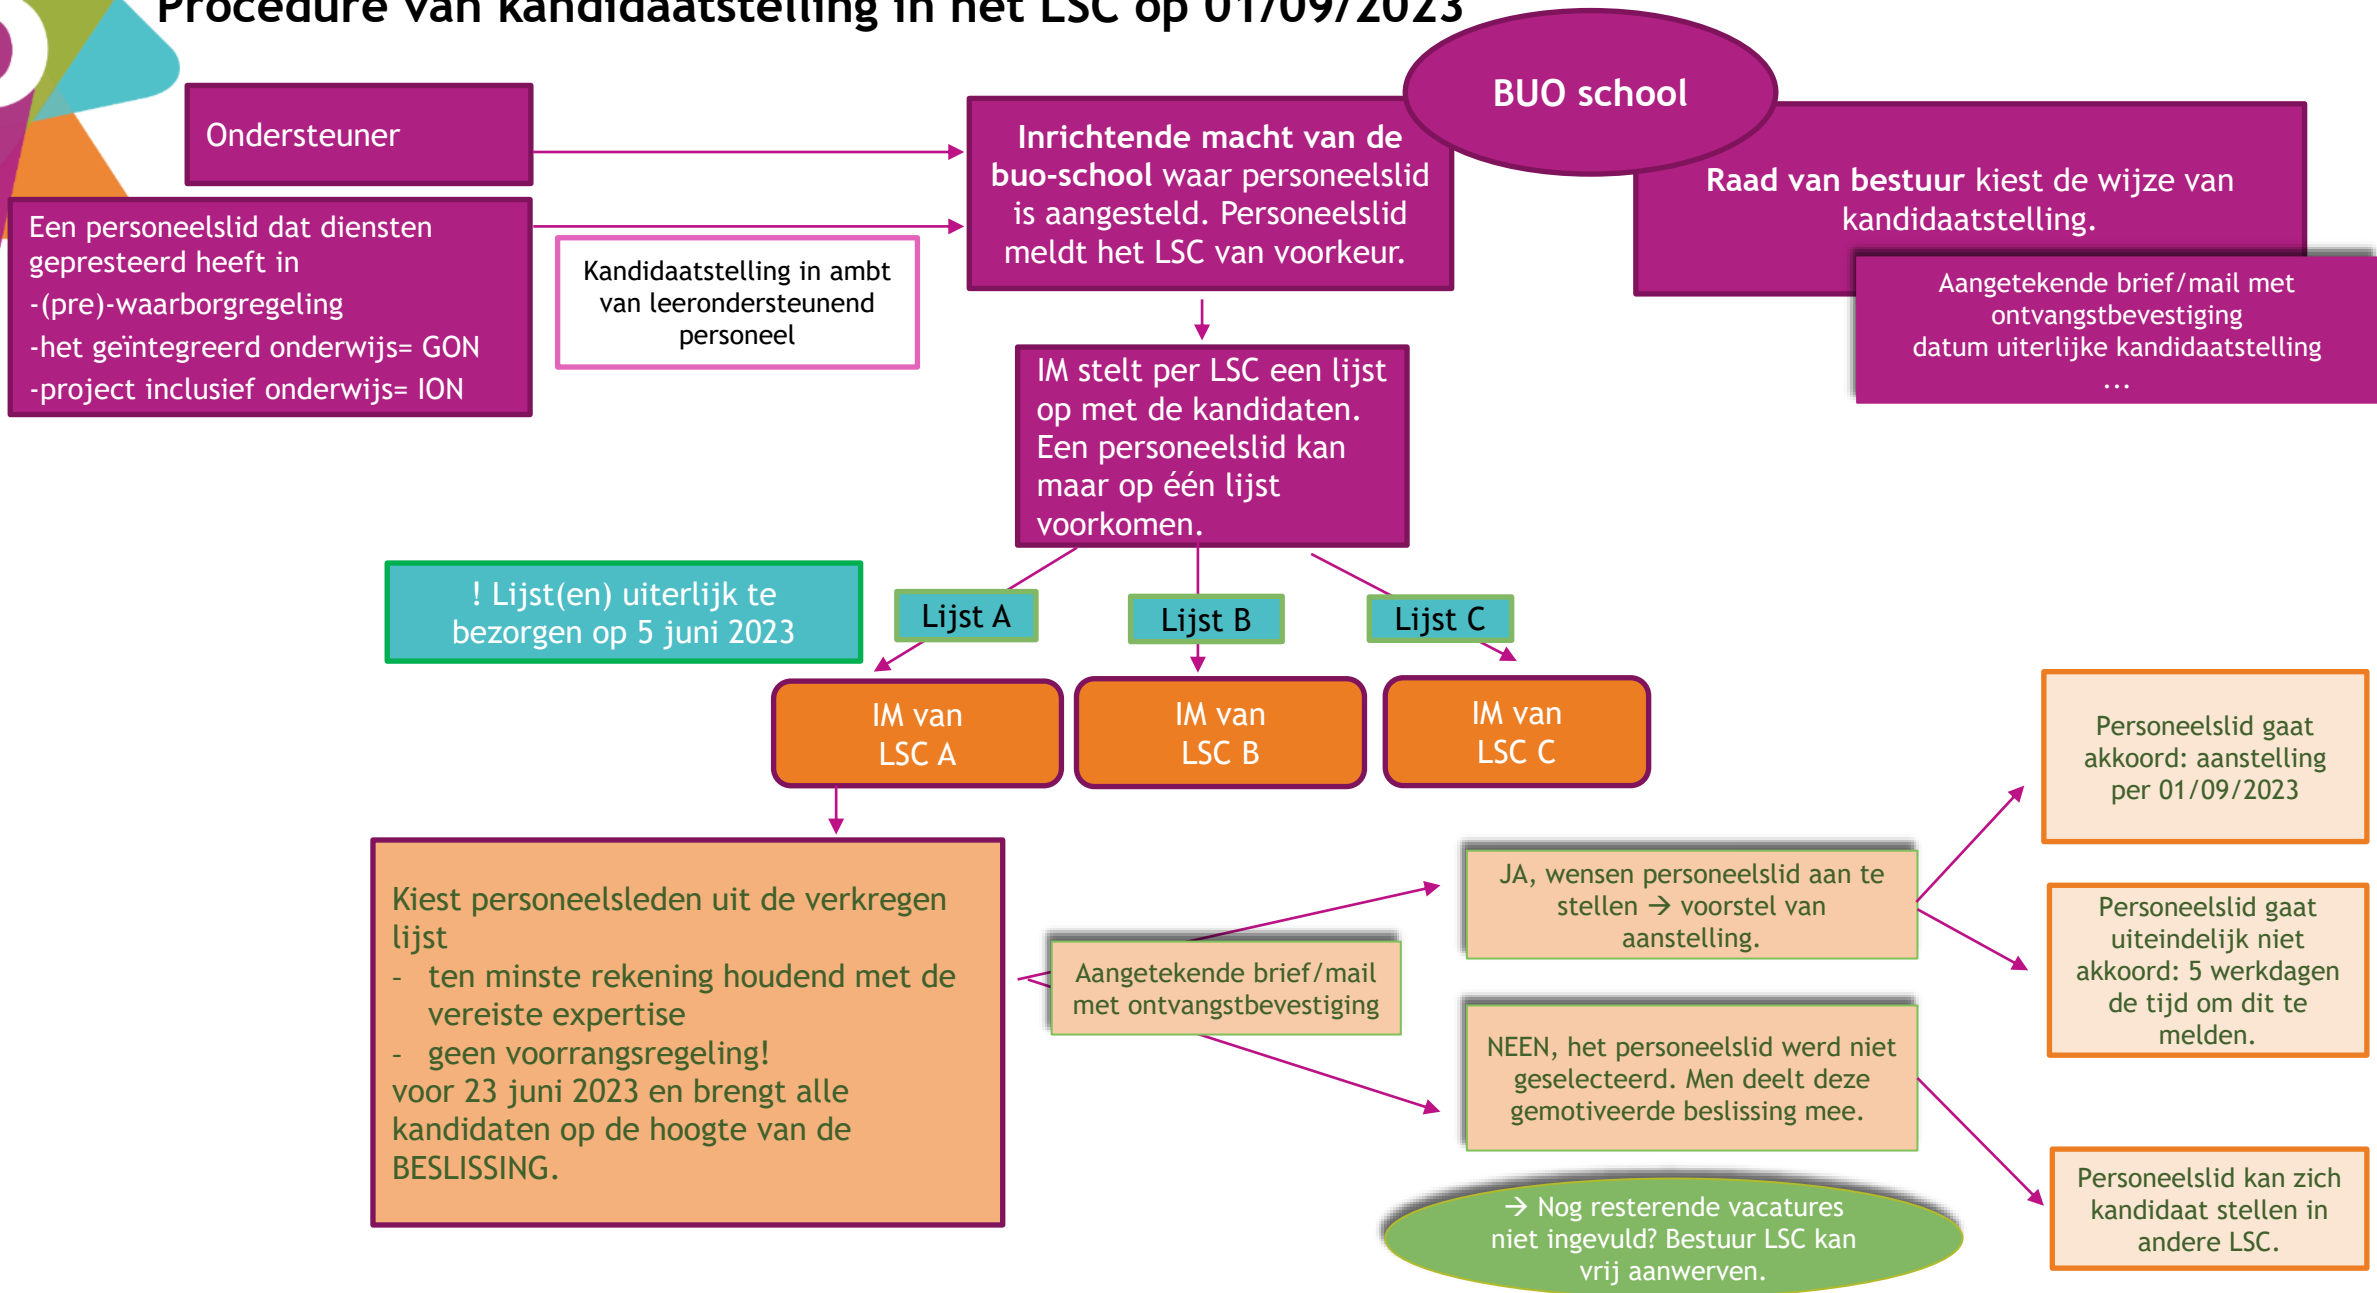 Procedure van kandidaatstelling in het LSC op 01/09/2023
BUO school
Ondersteuner
Een personeelslid dat diensten
gepresteerd heeft in
-(pre)-waarborgregeling
-het geïntegreerd onderwijs= GON
-project inclusief onderwijs= ION
Kandidaatstelling in ambt
van leerondersteunend
personeel
Inrichtende macht van de
buo-school waar personeelslid
is aangesteld. Personeelslid
meldt het LSC van voorkeur.
Raad van bestuur kiest de wijze van
kandidaatstelling.
Aangetekende brief/mail met
ontvangstbevestiging
datum uiterlijke kandidaatstelling
...
IM stelt per LSC een lijst
op met de kandidaten.
Een personeelslid kan
maar op één lijst
voorkomen.
! Lijst(en) uiterlijk te
bezorgen op 5 juni 2023
Lijst A
Lijst B
Lijst C
IM van
LSC A
IM van
LSC B
IM van
LSC C
Kiest personeelsleden uit de verkregen
lijst
- ten minste rekening houdend met de
vereiste expertise
- geen voorrangsregeling!
voor 23 juni 2023 en brengt alle
kandidaten op de hoogte van de
BESLISSING.
Aangetekende brief/mail
met ontvangstbevestiging
JA, wensen personeelslid aan te
stellen → voorstel van
aanstelling.
NEEN, het personeelslid werd niet
geselecteerd. Men deelt deze
gemotiveerde beslissing mee.
→ Nog resterende vacatures
niet ingevuld? Bestuur LSC kan
vrij aanwerven.
Personeelslid gaat
akkoord: aanstelling
per 01/09/2023
Personeelslid gaat
uiteindelijk niet
akkoord: 5 werkdagen
de tijd om dit te
melden.
Personeelslid kan zich
kandidaat stellen in
andere LSC.